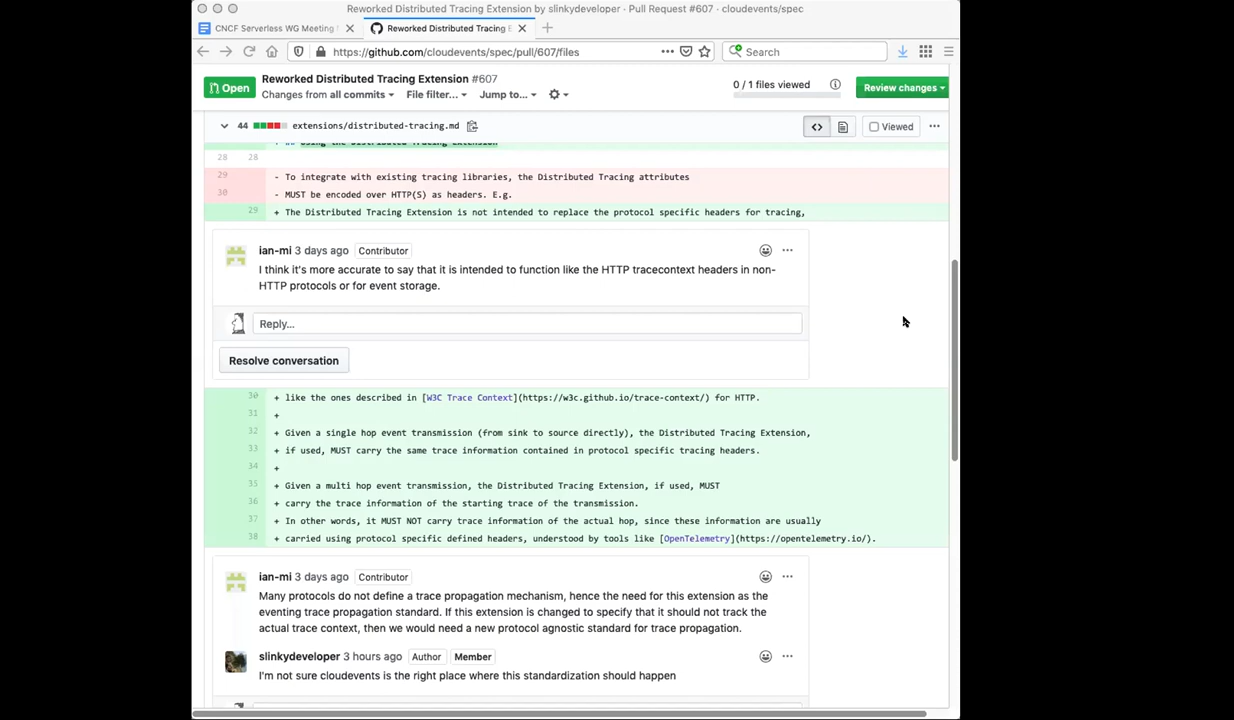 Reworked Distributed Tracing Extension by slinkydeveloper · Pull Request #607 · cloudevents/spec
CNCF Serverless WG Meeting
Reworked Distributed Tracing E
https://github.com/cloudevents/spec/pull/607/files
Search
Open
Reworked Distributed Tracing Extension #607
Changes from all commits
File filter...
Jump to...
0 / 1 files viewed
Review changes
44 extensions/distributed-tracing.md
Viewed
+ ## Using the Distributed Tracing Extension
28 28
29 - To integrate with existing tracing libraries, the Distributed Tracing attributes
30 - MUST be encoded over HTTP(S) as headers. E.g.
29 + The Distributed Tracing Extension is not intended to replace the protocol specific headers for tracing,
ian-mi 3 days ago Contributor
I think it's more accurate to say that it is intended to function like the HTTP tracecontext headers in non-
HTTP protocols or for event storage.
Reply...
Resolve conversation
30 + like the ones described in [W3C Trace Context](https://w3c.github.io/trace-context/) for HTTP.
31 +
32 + Given a single hop event transmission (from sink to source directly), the Distributed Tracing Extension,
33 + if used, MUST carry the same trace information contained in protocol specific tracing headers.
34 +
35 + Given a multi hop event transmission, the Distributed Tracing Extension, if used, MUST
36 + carry the trace information of the starting trace of the transmission.
37 + In other words, it MUST NOT carry trace information of the actual hop, since these information are usually
38 + carried using protocol specific defined headers, understood by tools like [OpenTelemetry](https://opentelemetry.io/).
ian-mi 3 days ago Contributor
Many protocols do not define a trace propagation mechanism, hence the need for this extension as the
eventing trace propagation standard. If this extension is changed to specify that it should not track the
actual trace context, then we would need a new protocol agnostic standard for trace propagation.
slinkydeveloper 3 hours ago Author Member
I'm not sure cloudevents is the right place where this standardization should happen